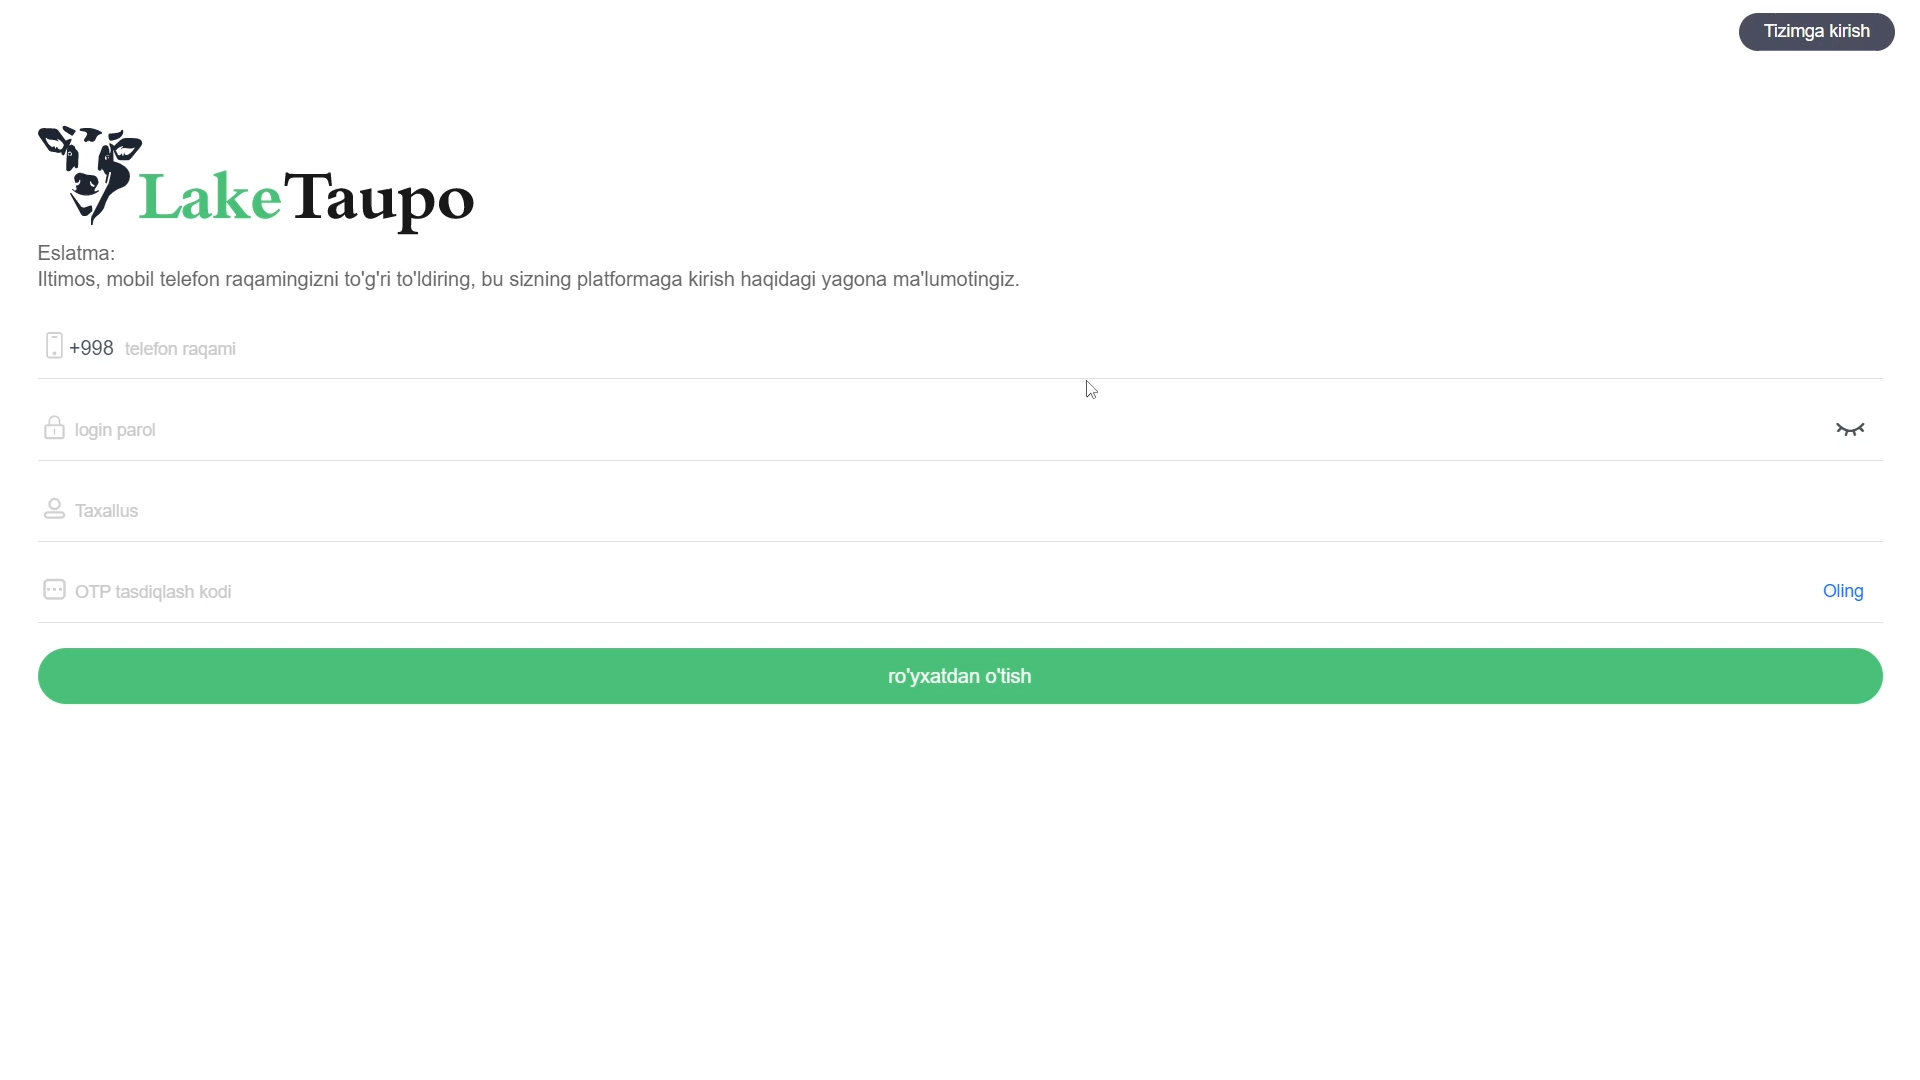 Tizimga kirish
LakeTaupo
Eslatma:
Iltimos, mobil telefon raqamingizni to'g'ri to'ldiring, bu sizning platformaga kirish haqidagi yagona ma'lumotingiz.
+998 telefon raqami
login parol
Taxallus
OTP tasdiqlash kodi Oling
ro'yxatdan o'tish